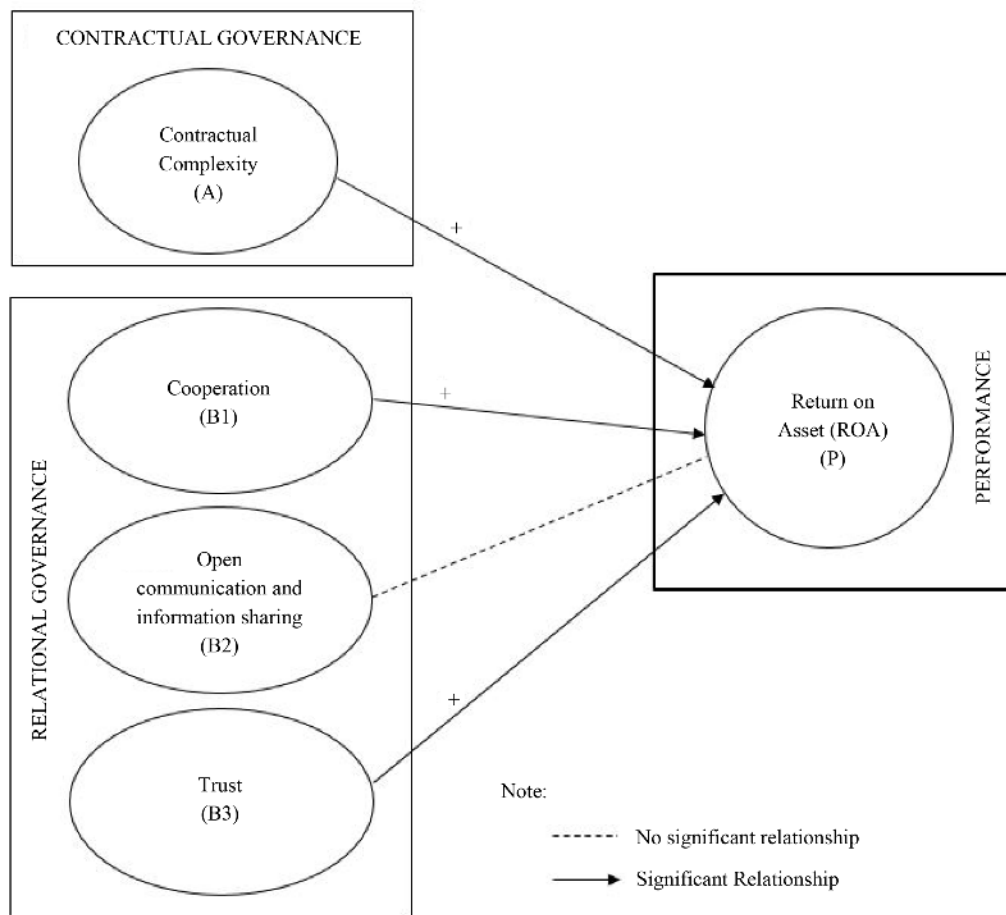 CONTRACTUAL GOVERNANCE
Contractual
Complexity
(A)
+
RELATIONAL GOVERNANCE
Cooperation
(B1)
+
Open
communication and
information sharing
(B2)
Trust
(B3)
+
Return on
Asset (ROA)
(P)
PERFORMANCE
Note:
No significant relationship
Significant Relationship